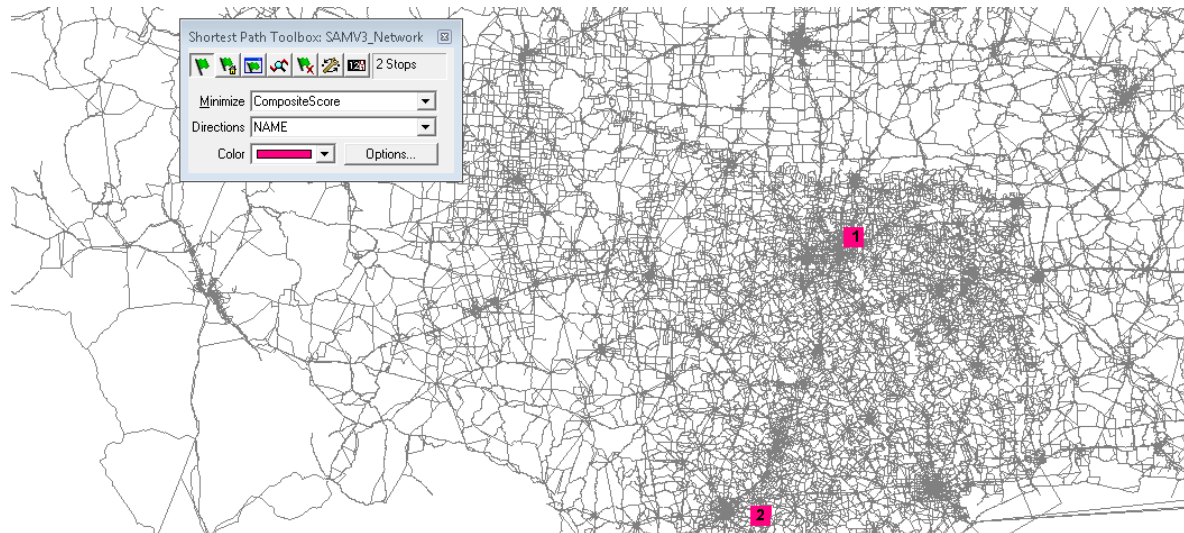 Shortest Path Toolbox: SAMV3_Network
2 Stops
Minimize CompositeScore
Directions NAME
Color Options...
1
2